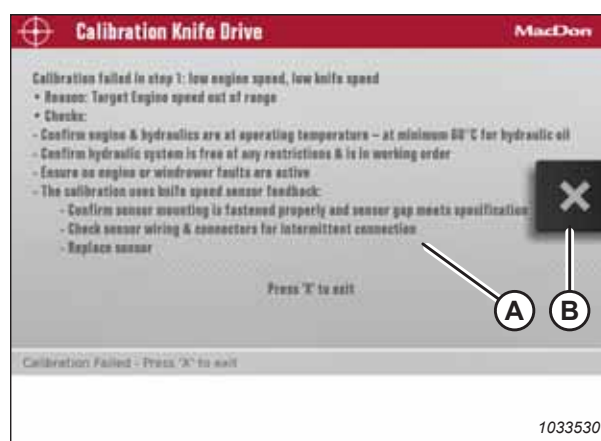 Calibration Knife Drive
MacDon
Calibration failed in step 1: low engine speed, low knife speed
• Reason: Target Engine speed out of range
• Checks:
- Confirm engine & hydraulics are at operating temperature – at minimum 60°C for hydraulic oil
- Confirm hydraulic system is free of any restrictions & is in working order
- Ensure no engine or windrower faults are active
- The calibration uses knife speed sensor feedback:
- Confirm sensor mounting is fastened properly and sensor gap meets specification
- Check sensor wiring & connectors for intermittent connection
- Replace sensor
Press 'X' to exit
A
B
Calibration Failed - Press 'X' to exit
1033530